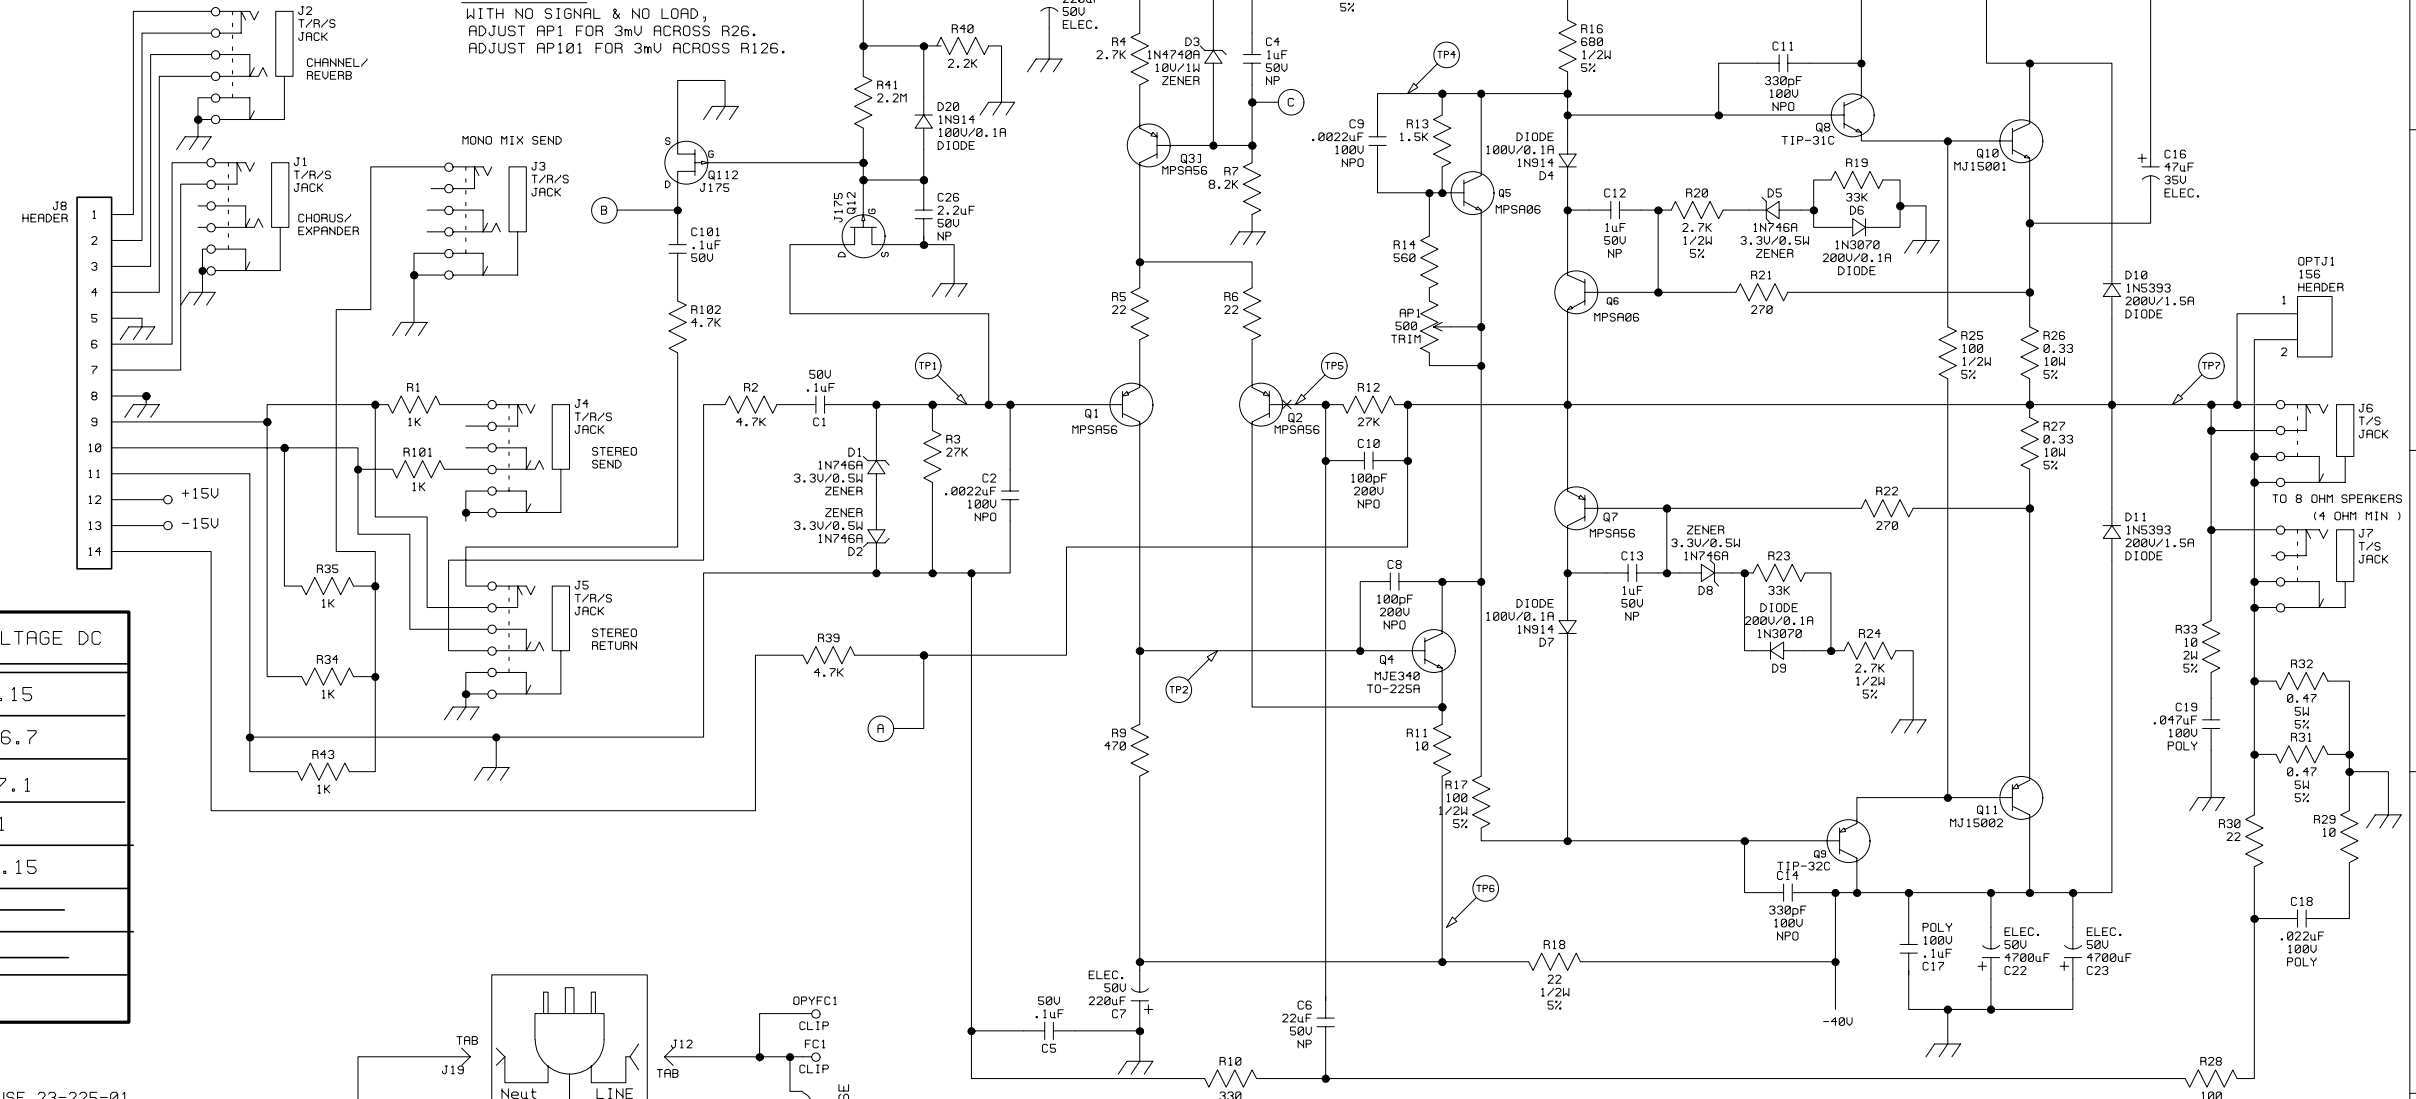 WITH NO SIGNAL & NO LOAD,
ADJUST AP1 FOR 3mV ACROSS R26.
ADJUST AP101 FOR 3mV ACROSS R126.
J2
T/R/S
JACK
CHANNEL/
REVERB
J1
T/R/S
JACK
CHORUS/
EXPANDER
MONO MIX SEND
J3
T/R/S
JACK
J8
HEADER
1
2
3
4
5
6
7
8
9
10
11
12
13
14
+15V
-15V
R1
1K
R101
1K
J4
T/R/S
JACK
STEREO
SEND
R35
1K
R34
1K
R43
1K
J5
T/R/S
JACK
STEREO
RETURN
LTAGE DC
.15
6.7
7.1
1
.15
R40
2.2K
R41
2.2M
D20
1N914
100V/0.1A
DIODE
S
G
D
Q112
J175
B
J175
Q12
G
D
S
C26
2.2uF
50V
NP
C101
.1uF
50V
R102
4.7K
R2
4.7K
50V
.1uF
C1
TP1
D1
1N746A
3.3V/0.5W
ZENER
ZENER
3.3V/0.5W
1N746A
D2
R3
27K
C2
.0022uF
100V
NPO
R39
4.7K
A
50V
ELEC.
5%
R4
2.7K
D3
1N4740A
10V/1W
ZENER
C4
1uF
50V
NP
C
Q3J
MPSA56
R7
8.2K
R5
22
R6
22
Q1
MPSA56
Q2
MPSA56
TP5
R12
27K
C10
100pF
200V
NPO
TP4
C9
.0022uF
100V
NPO
R13
1.5K
Q5
MPSA06
R14
560
AP1
500
TRIM
TP2
C8
100pF
200V
NPO
Q4
MJE340
TO-225A
R9
470
R11
10
R17
100
1/2W
5%
TP6
R18
22
1/2W
5%
ELEC.
50V
220uF
C7
+
50V
.1uF
C5
C6
22uF
50V
NP
R10
330
R16
680
1/2W
5%
C11
330pF
100V
NPO
Q8
TIP-31C
DIODE
100V/0.1A
1N914
D4
C12
1uF
50V
NP
R20
2.7K
1/2W
5%
D5
1N746A
3.3V/0.5W
ZENER
R19
33K
D6
1N3070
200V/0.1A
DIODE
Q10
MJ15001
+
C16
47uF
35V
ELEC.
Q6
MPSA06
R21
270
R25
100
1/2W
5%
R26
0.33
10W
5%
D10
1N5393
200V/1.5A
DIODE
OPTJ1
156
HEADER
1
2
TP7
R27
0.33
10W
5%
J6
T/S
JACK
TO 8 OHM SPEAKERS
(4 OHM MIN )
J7
T/S
JACK
Q7
MPSA56
R22
270
D11
1N5393
200V/1.5A
DIODE
C13
1uF
50V
NP
ZENER
3.3V/0.5W
1N746A
D8
R23
33K
DIODE
200V/0.1A
1N3070
D9
R24
2.7K
1/2W
5%
DIODE
100V/0.1A
1N914
D7
R33
10
2W
5%
C19
.047uF
100V
POLY
R32
0.47
5W
5%
R31
0.47
5W
5%
R30
22
R29
10
C18
.022uF
100V
POLY
Q11
MJ15002
Q9
TIP-32C
C14
330pF
100V
NPO
POLY
100V
.1uF
C17
ELEC.
50V
4700uF
C22
+
ELEC.
50V
4700uF
C23
+
-40V
R28
100
TAB
J19
Neut
LINE
J12
TAB
OPYFC1
CLIP
FC1
CLIP